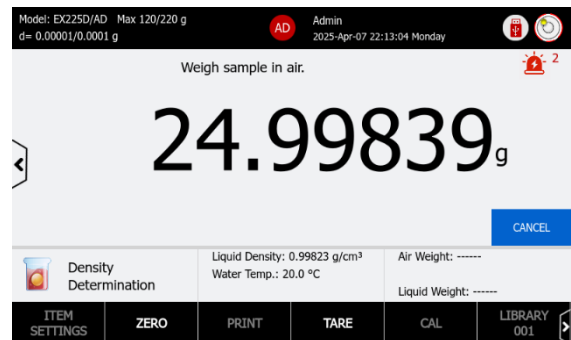 Model: EX225D/AD Max 120/220 g
d= 0.00001/0.0001 g
AD
Admin
2025-Apr-07 22:13:04 Monday
2
Weigh sample in air.
24.99839 g
CANCEL
Density
Determination
Liquid Density: 0.99823 g/cm³
Water Temp.: 20.0 °C
Air Weight: ------
Liquid Weight: ------
ITEM
SETTINGS
ZERO
PRINT
TARE
CAL
LIBRARY
001